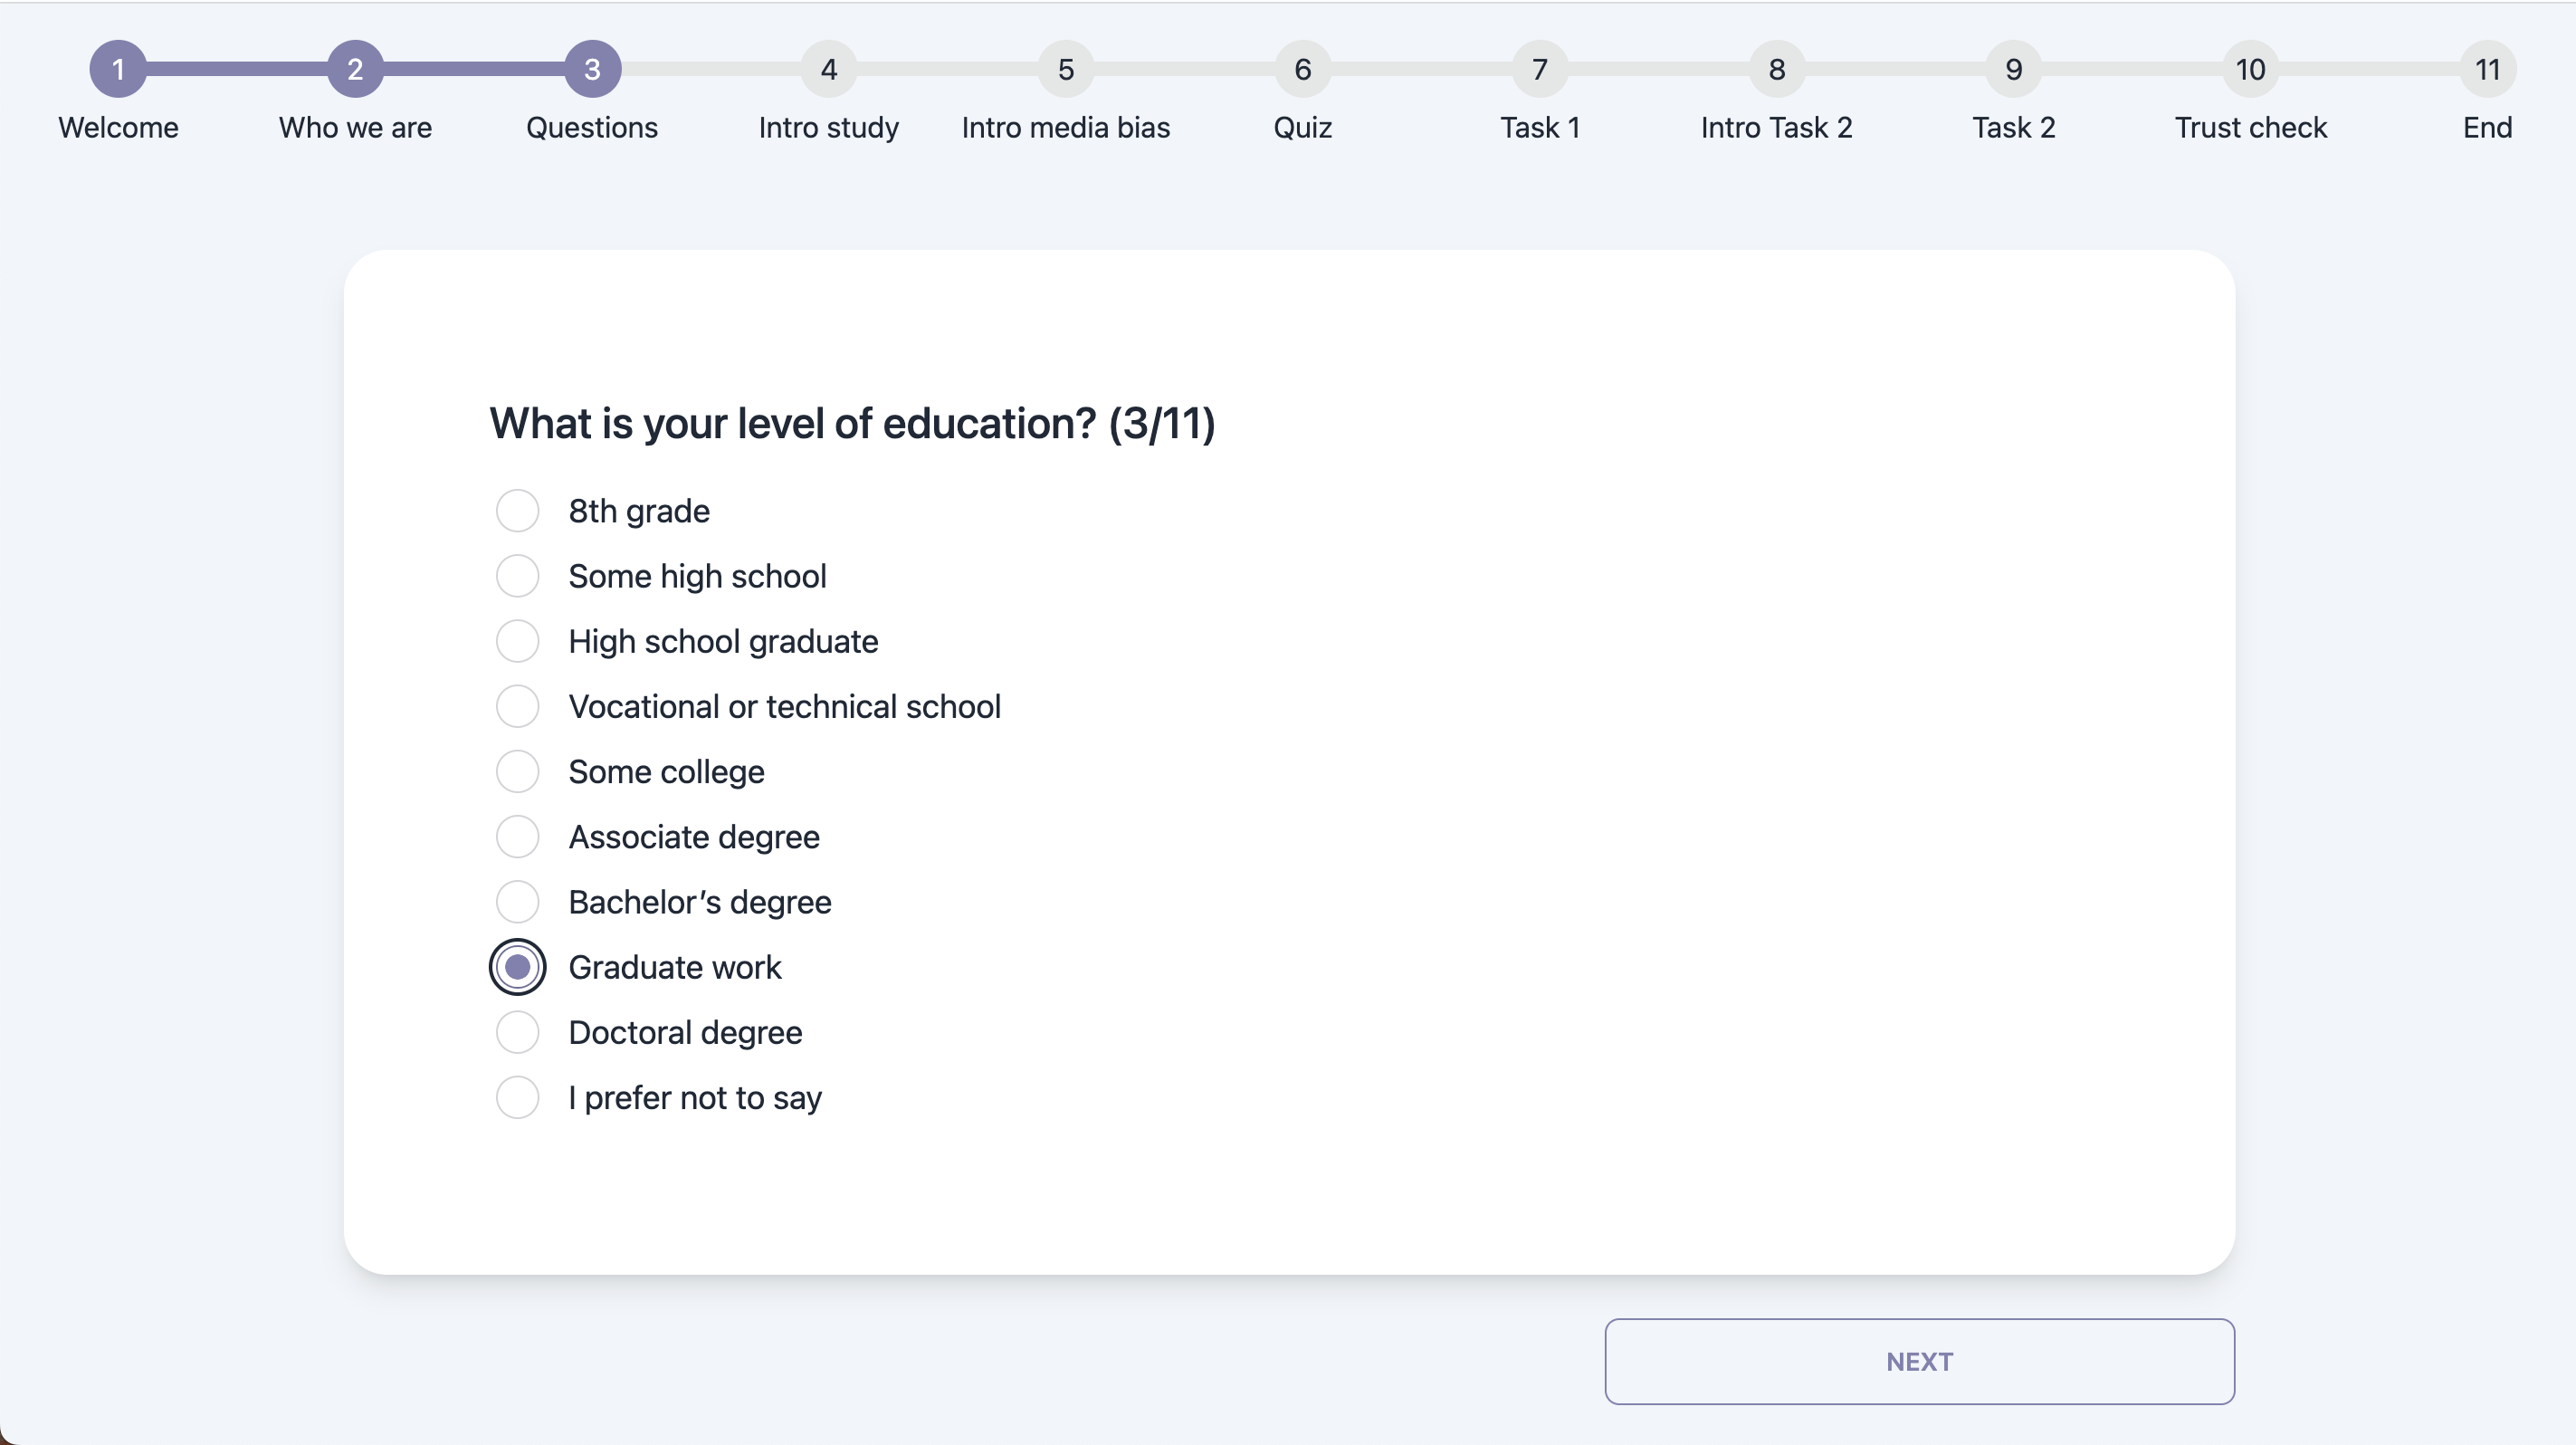 1 2 3 4 5 6 7 8 9 10 11
Welcome Who we are Questions Intro study Intro media bias Quiz Task 1 Intro Task 2 Task 2 Trust check End
What is your level of education? (3/11)
8th grade
Some high school
High school graduate
Vocational or technical school
Some college
Associate degree
Bachelor’s degree
Graduate work
Doctoral degree
I prefer not to say
NEXT